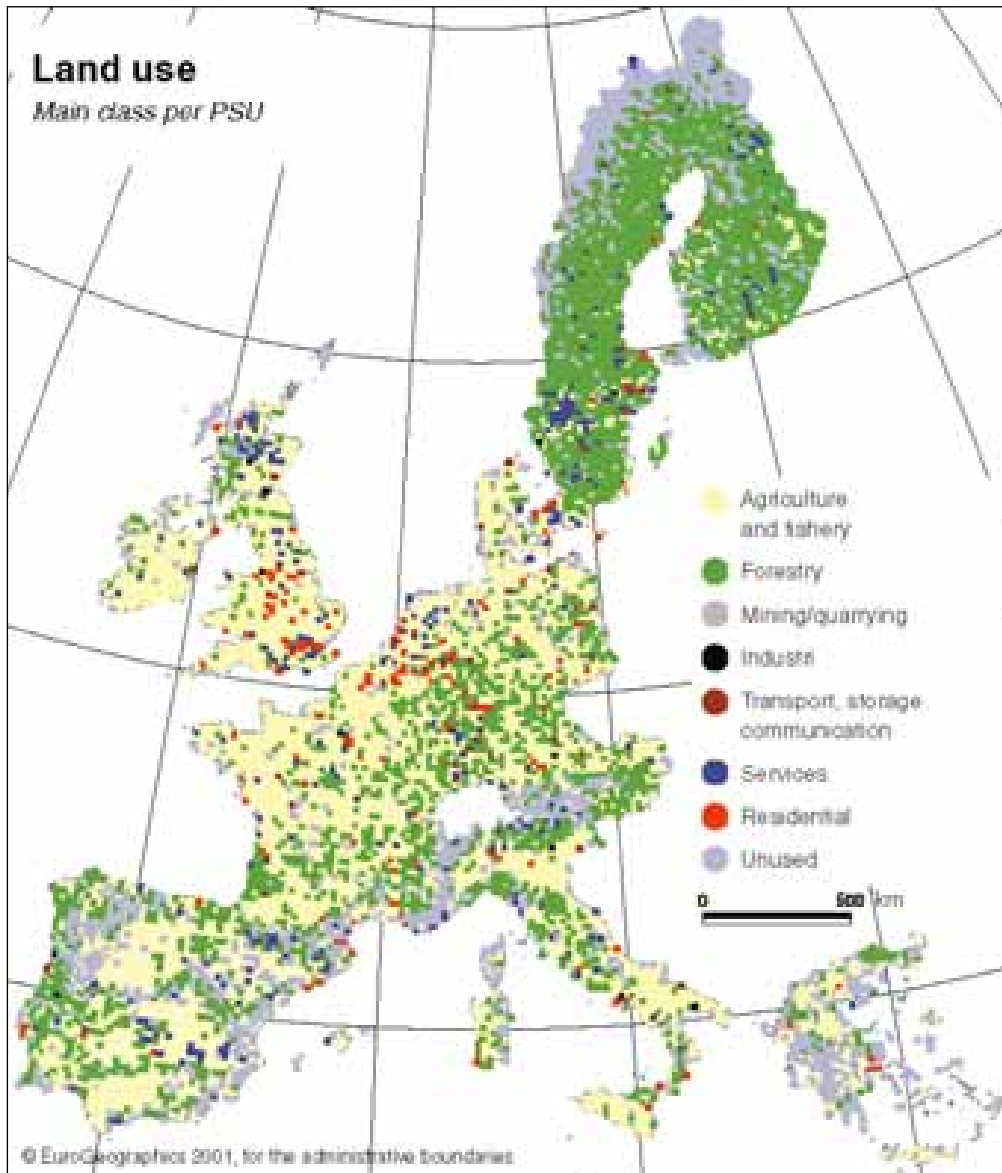 Land use
Main class per PSU
Agriculture
and fishery
Forestry
Mining/quarrying
Industri
Transport, storage
communication
Services
Residential
Unused
0 500 km
© EuroGeographics 2001, for the administrative boundaries